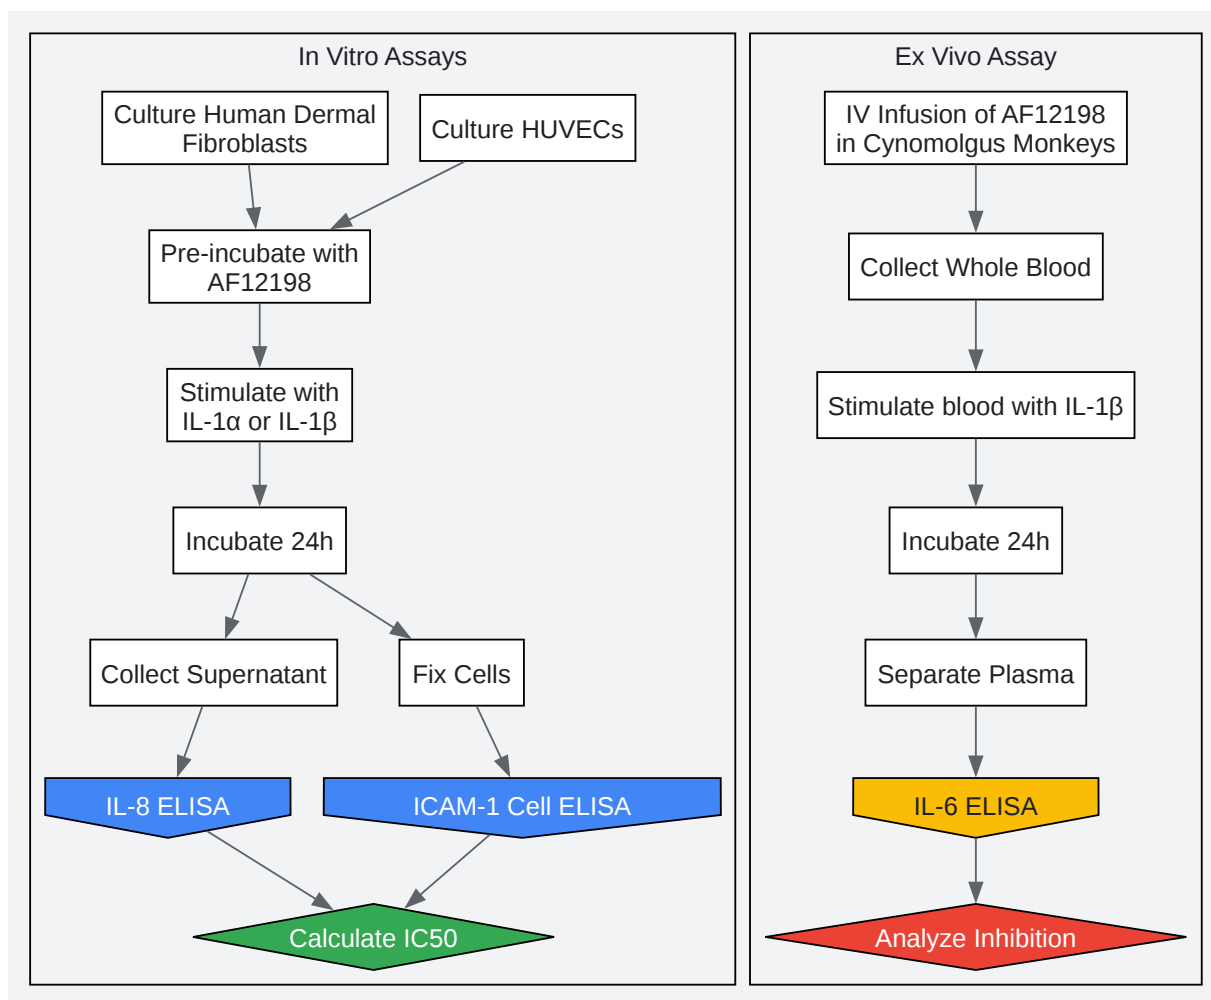 In Vitro Assays
Culture Human Dermal
Fibroblasts
Culture HUVECs
Pre-incubate with
AF12198
Stimulate with
IL-1α or IL-1β
Incubate 24h
Collect Supernatant
Fix Cells
IL-8 ELISA
ICAM-1 Cell ELISA
Calculate IC50
Ex Vivo Assay
IV Infusion of AF12198
in Cynomolgus Monkeys
Collect Whole Blood
Stimulate blood with IL-1β
Incubate 24h
Separate Plasma
IL-6 ELISA
Analyze Inhibition